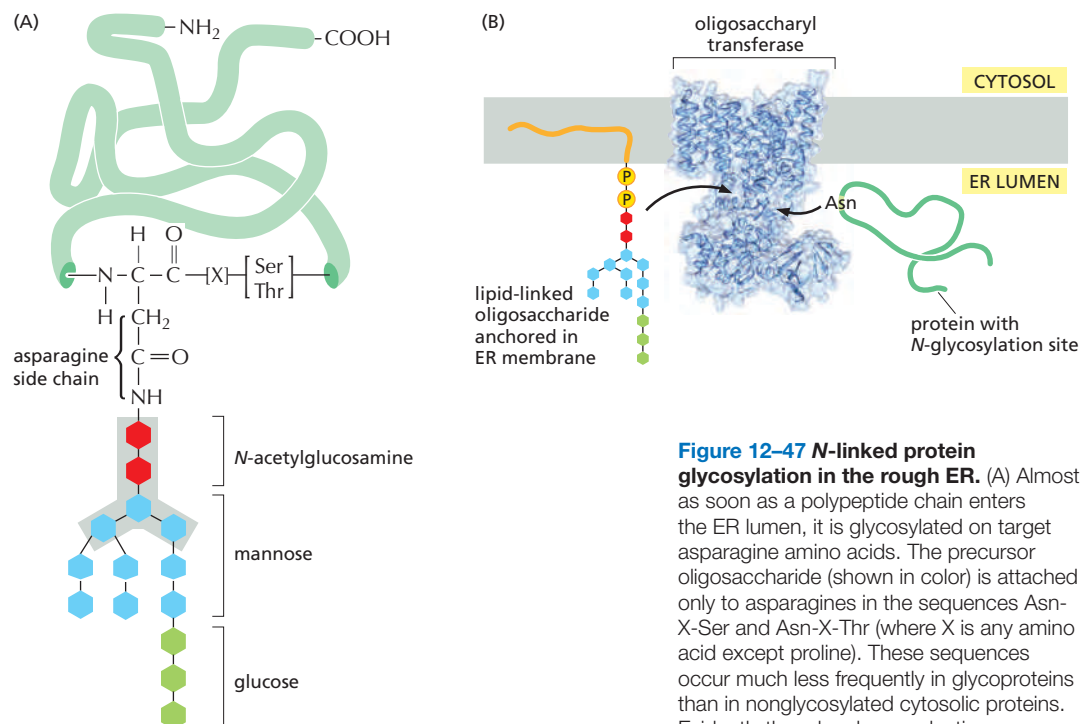 (A)
NH2
COOH
H O
N C C [X] [Ser
Thr]
H CH2
asparagine
side chain
C=O
NH
N-acetylglucosamine
mannose
glucose
(B)
oligosaccharyl
transferase
CYTOSOL
ER LUMEN
P
P
Asn
lipid-linked
oligosaccharide
anchored in
ER membrane
protein with
N-glycosylation site
Figure 12–47 N-linked protein
glycosylation in the rough ER. (A) Almost
as soon as a polypeptide chain enters
the ER lumen, it is glycosylated on target
asparagine amino acids. The precursor
oligosaccharide (shown in color) is attached
only to asparagines in the sequences Asn-
X-Ser and Asn-X-Thr (where X is any amino
acid except proline). These sequences
occur much less frequently in glycoproteins
than in nonglycosylated cytosolic proteins.